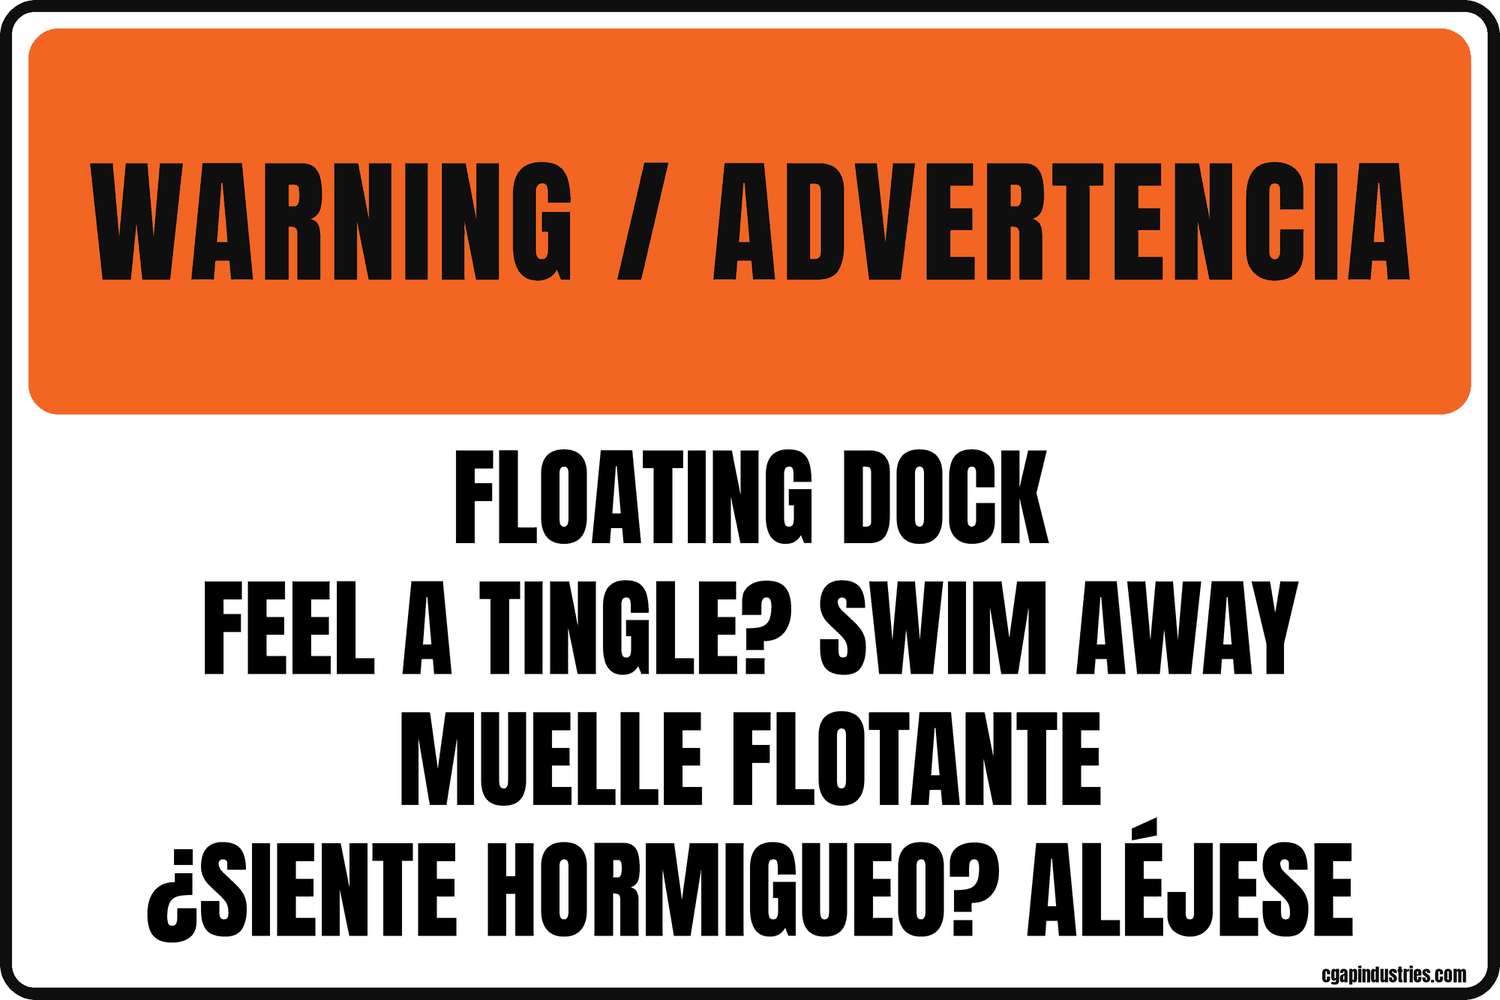 WARNING / ADVERTENCIA
FLOATING DOCK
FEEL A TINGLE? SWIM AWAY
MUELLE FLOTANTE
¿SIENTE HORMIGUEO? ALÉJESE
cgapindustries.com